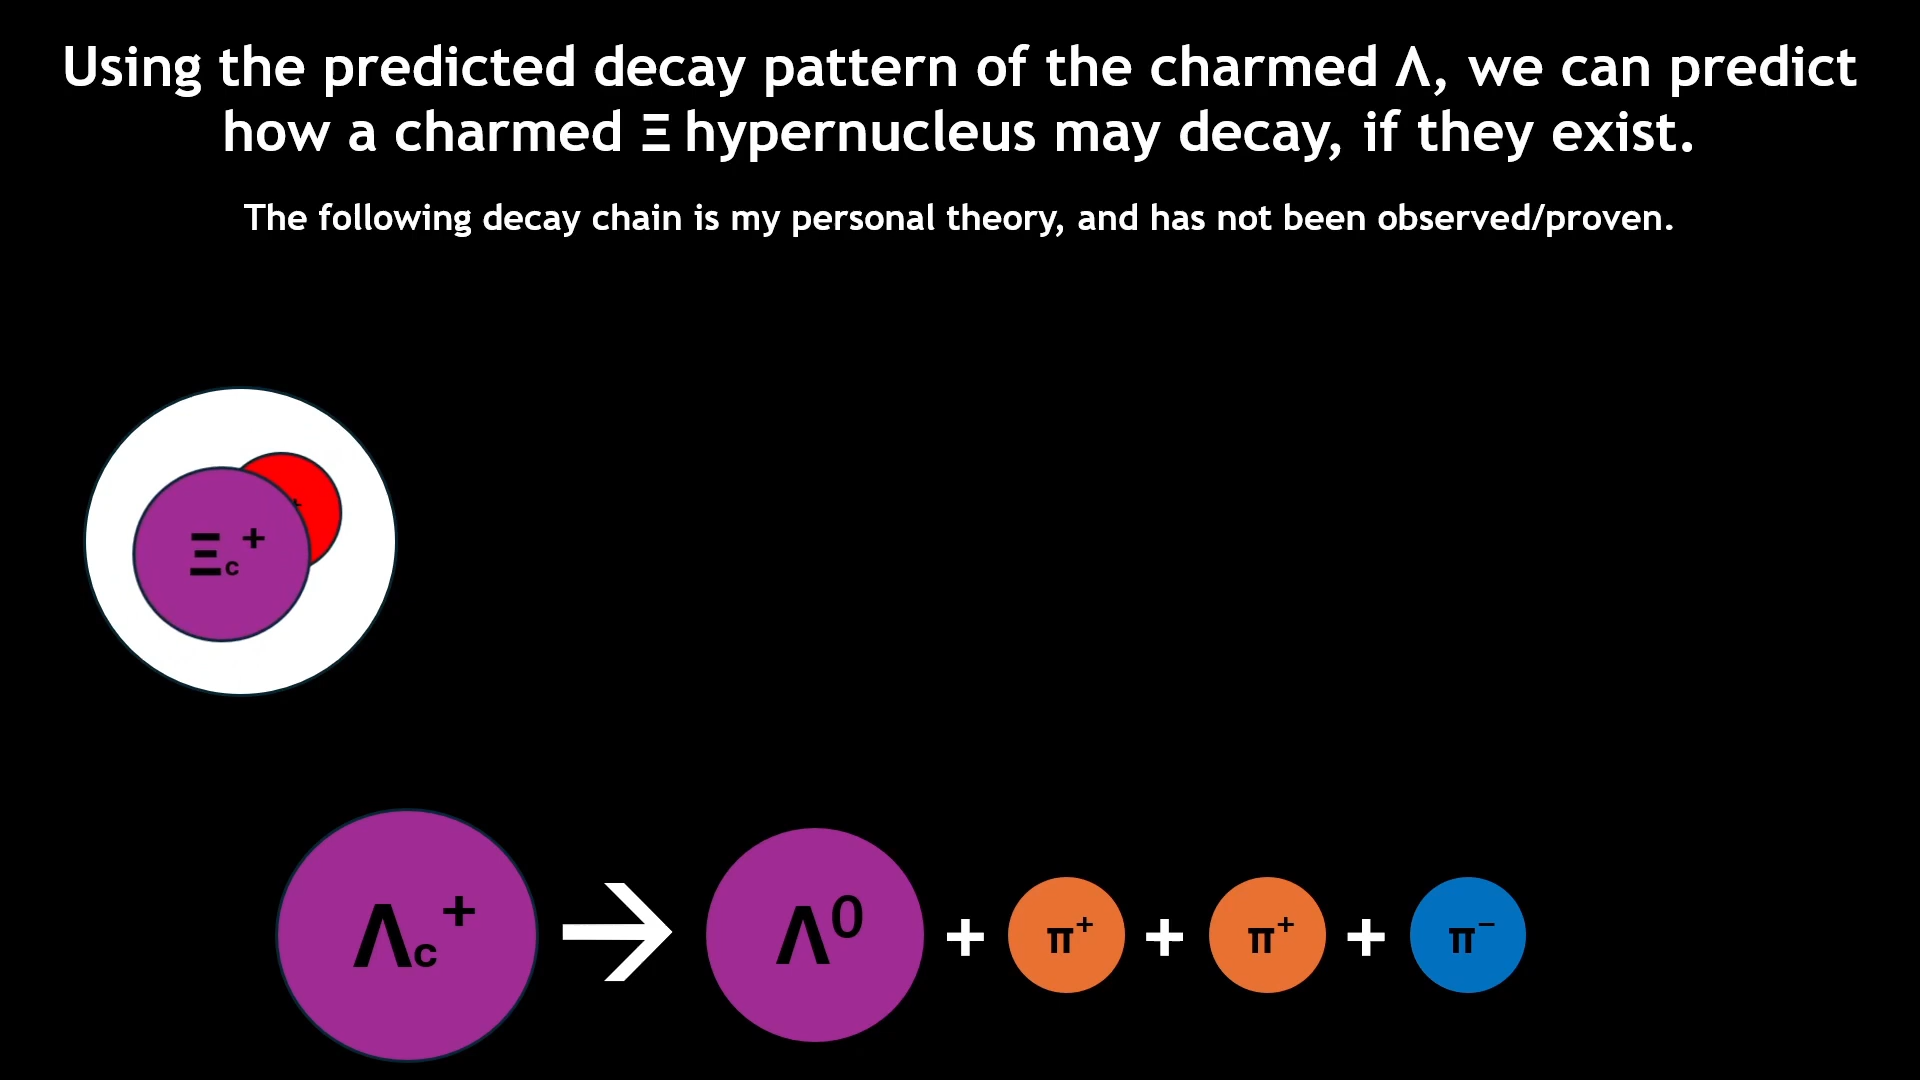 Using the predicted decay pattern of the charmed Λ, we can predict
how a charmed Ξ hypernucleus may decay, if they exist.
The following decay chain is my personal theory, and has not been observed/proven.
+
Ξc+
Λc+ → Λ0 + π+ + π+ + π−